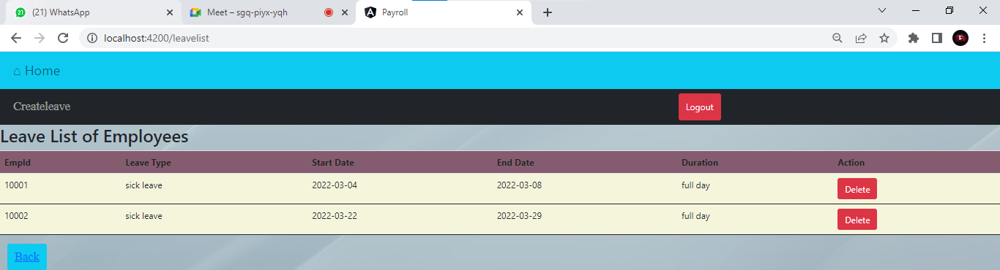 21 (21) WhatsApp
Meet – sgq-piyx-yqh
Payroll
localhost:4200/leavelist
⌂ Home
Createleave
Logout
Leave List of Employees
EmpId Leave Type Start Date End Date Duration Action
10001 sick leave 2022-03-04 2022-03-08 full day Delete
10002 sick leave 2022-03-22 2022-03-29 full day Delete
Back